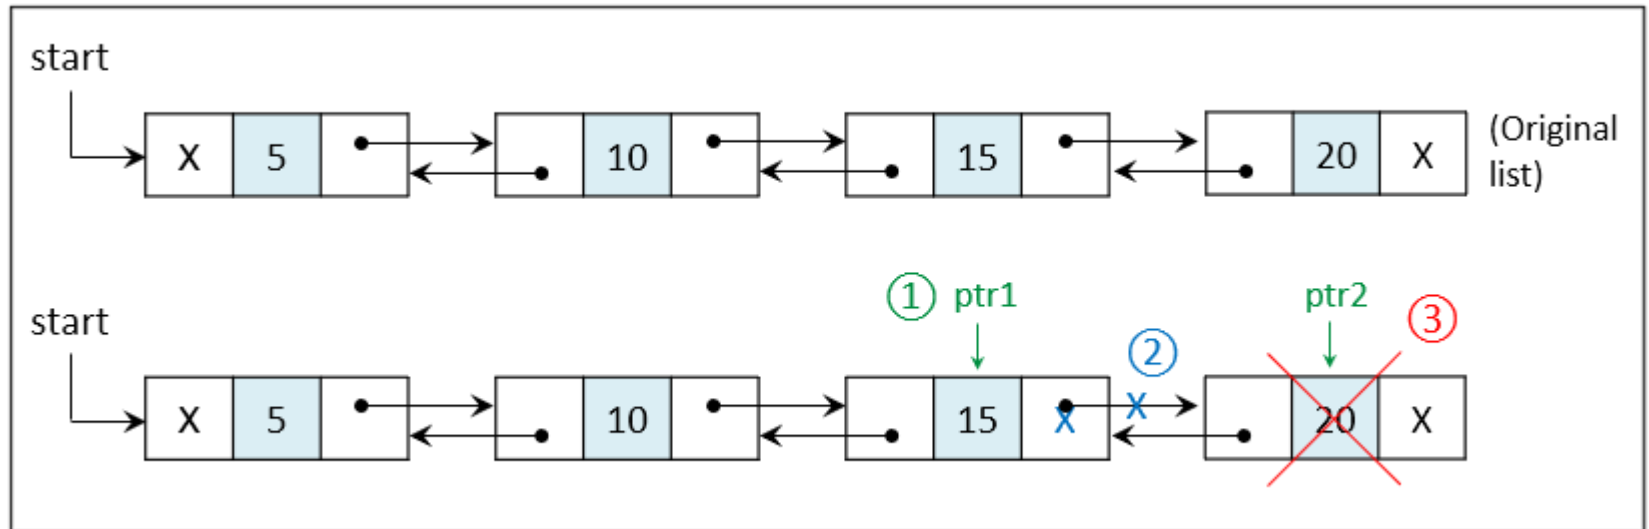 start
X 5 10 15 20 X (Original
list)
① ptr1 ptr2 ③
start ②
X 5 10 15 X X 20 X